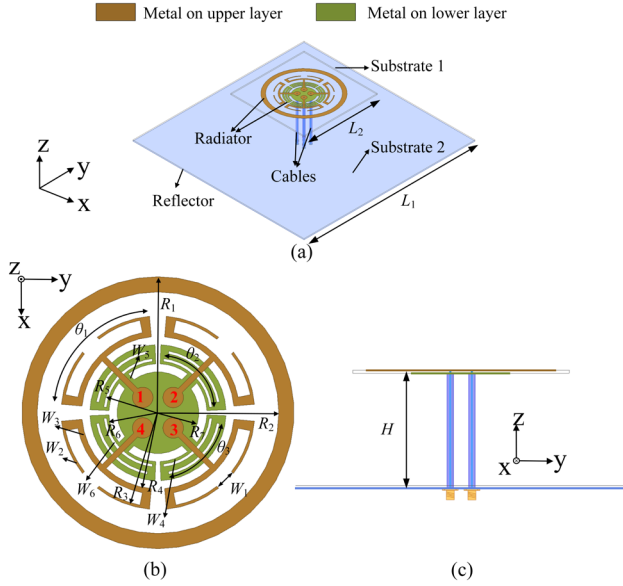 Metal on upper layer Metal on lower layer
Substrate 1
Radiator
L2
Substrate 2
Cables
Reflector
L1
z
y
x
(a)
z
y
x
R1
θ1
W5
θ2
R5
1 2
4 3
R6
R7
R2
W3
W2
θ3
W6
R3
R4
W4
W1
(b)
H
z
x
y
(c)